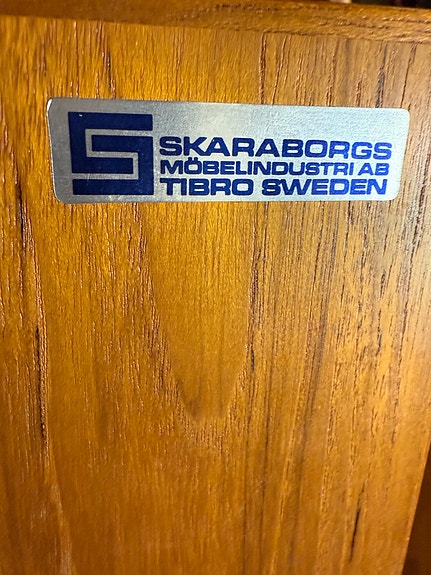 SKARABORGS
MÖBELINDUSTRI AB
TIBRO SWEDEN